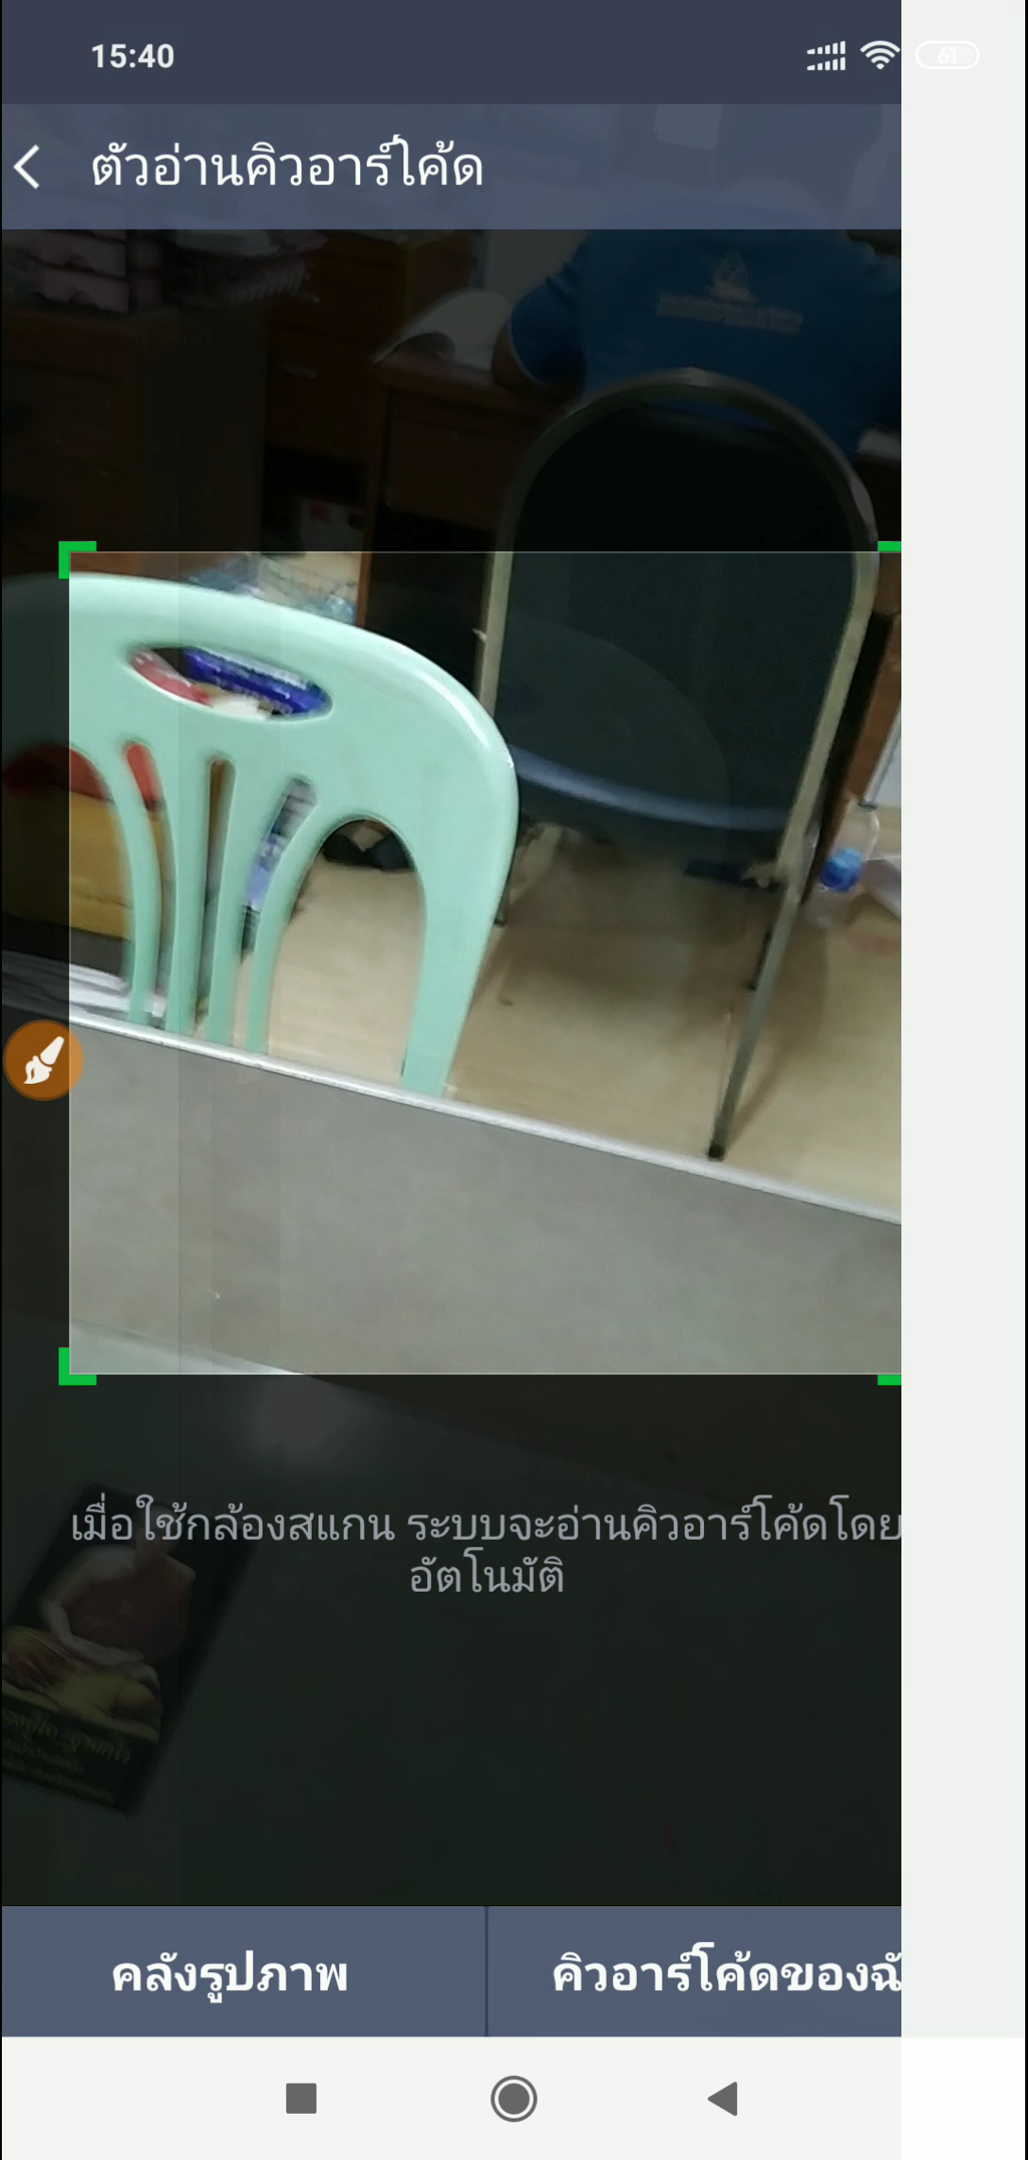 15:40
61
ตัวอ่านคิวอาร์โค้ด
เมื่อใช้กล้องสแกน ระบบจะอ่านคิวอาร์โค้ดโดย
อัตโนมัติ
คลังรูปภาพ
คิวอาร์โค้ดของฉั